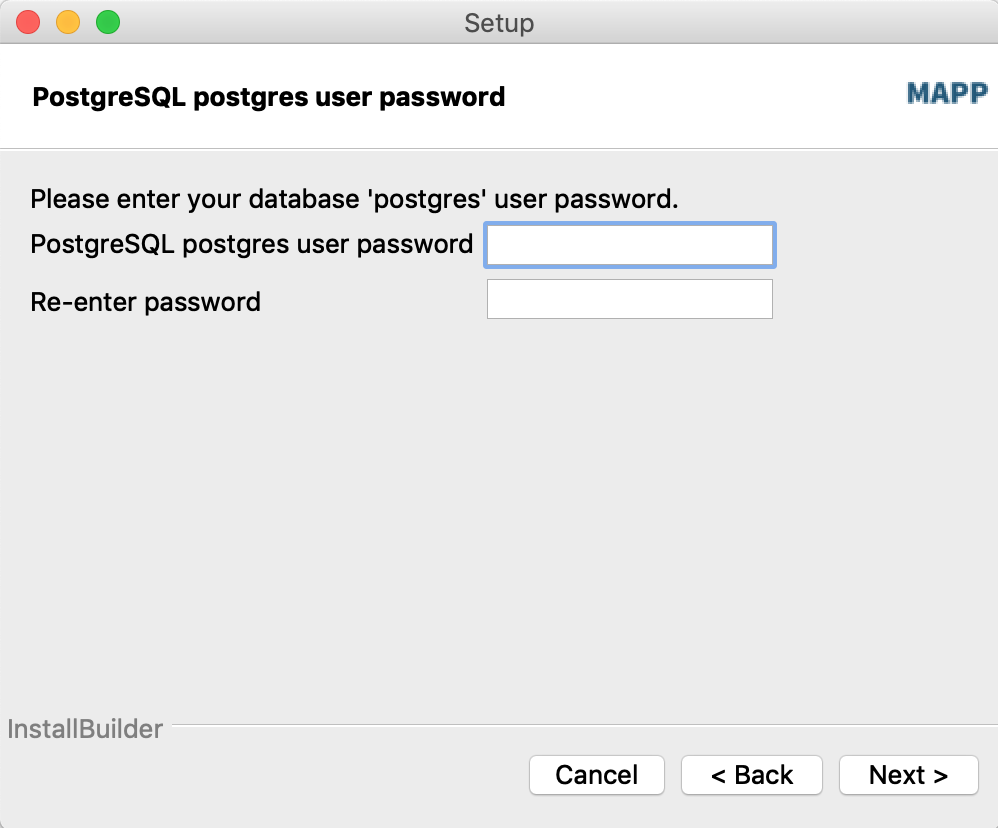 Setup
PostgreSQL postgres user password
MAPP
Please enter your database 'postgres' user password.
PostgreSQL postgres user password
Re-enter password
InstallBuilder
Cancel
< Back
Next >